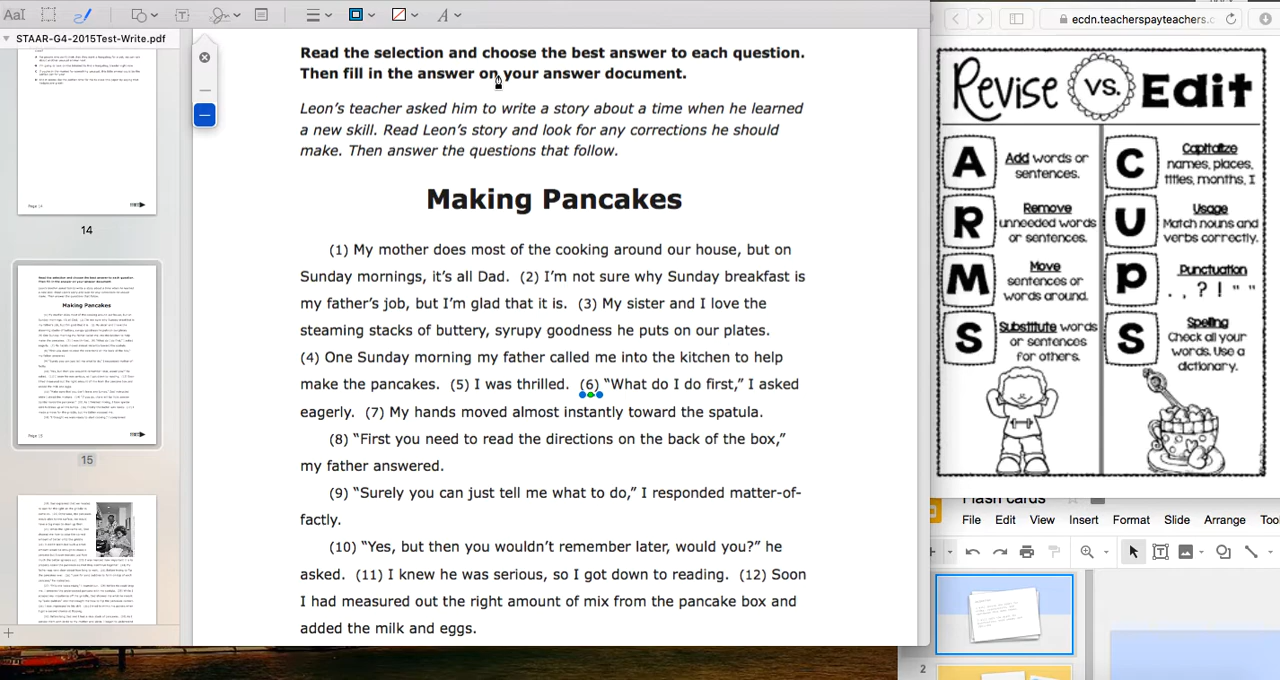 AaI
A
STAAR-G4-2015Test-Write.pdf
14
Making Pancakes
15
Read the selection and choose the best answer to each question.
Then fill in the answer on your answer document.
Leon's teacher asked him to write a story about a time when he learned
a new skill. Read Leon's story and look for any corrections he should
make. Then answer the questions that follow.
Making Pancakes
(1) My mother does most of the cooking around our house, but on
Sunday mornings, it's all Dad. (2) I'm not sure why Sunday breakfast is
my father's job, but I'm glad that it is. (3) My sister and I love the
steaming stacks of buttery, syrupy goodness he puts on our plates.
(4) One Sunday morning my father called me into the kitchen to help
make the pancakes. (5) I was thrilled. (6) "What do I do first," I asked
eagerly. (7) My hands moved almost instantly toward the spatula.
(8) "First you need to read the directions on the back of the box,"
my father answered.
(9) "Surely you can just tell me what to do," I responded matter-of-
factly.
(10) "Yes, but then you wouldn't remember later, would you?" he
asked. (11) I knew he was serious, so I got down to reading. (12) Soon
I had measured out the right amount of mix from the pancake box and
added the milk and eggs.
ecdn.teacherspayteachers.c
Revise vs. Edit
A
Add words or
sentences.
R
Remove
unneeded words
or sentences.
M
Move
sentences or
words around.
S
Substitute words
or sentences
for others.
C
Capitalize
names, places,
titles, months, I
U
Usage
Match nouns and
verbs correctly.
P
Punctuation
. , ? ! " "
S
Spelling
Check all your
words. Use a
dictionary.
Flash cards
File Edit View Insert Format Slide Arrange Too
2